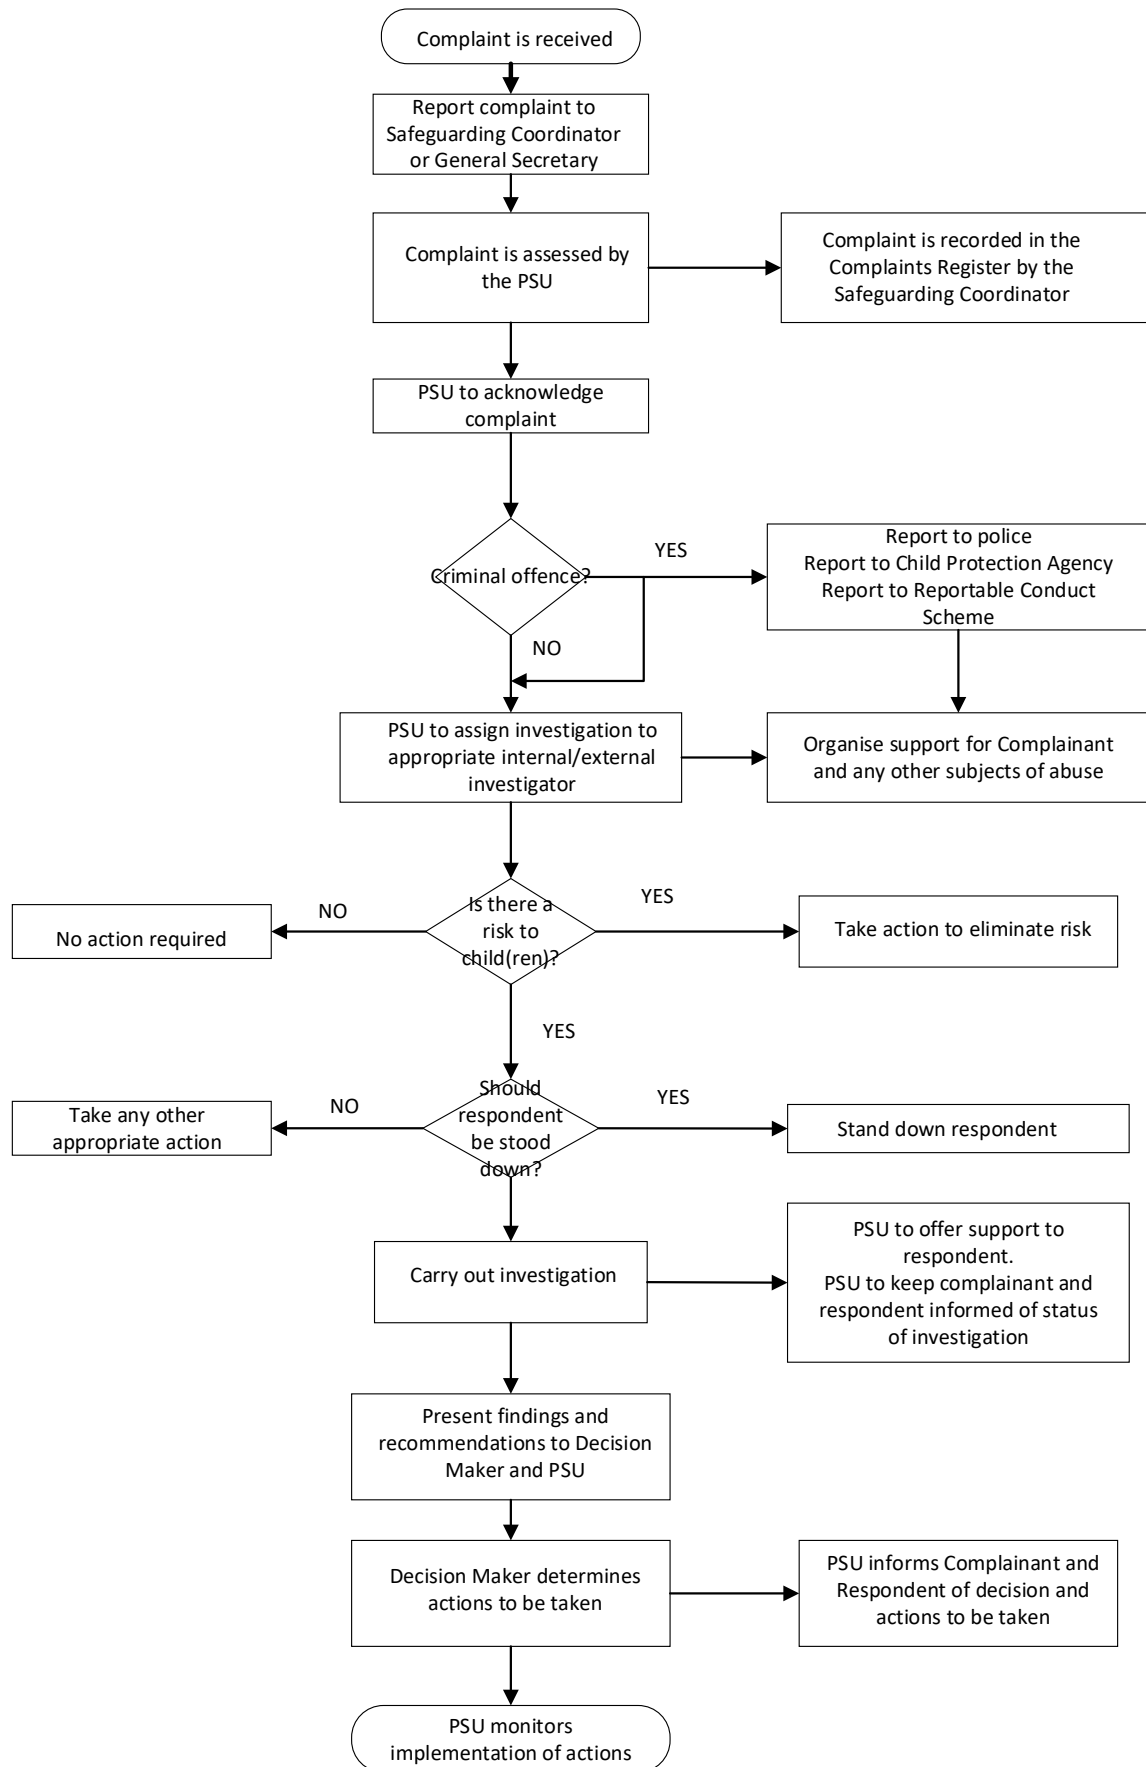 Complaint is received
Report complaint to
Safeguarding Coordinator
or General Secretary
Complaint is assessed by
the PSU
Complaint is recorded in the
Complaints Register by the
Safeguarding Coordinator
PSU to acknowledge
complaint
Criminal offence?
YES
Report to police
Report to Child Protection Agency
Report to Reportable Conduct
Scheme
NO
PSU to assign investigation to
appropriate internal/external
investigator
Organise support for Complainant
and any other subjects of abuse
Is there a
risk to
child(ren)?
NO
No action required
YES
Take action to eliminate risk
YES
Should
respondent
be stood
down?
NO
Take any other
appropriate action
YES
Stand down respondent
Carry out investigation
PSU to offer support to
respondent.
PSU to keep complainant and
respondent informed of status
of investigation
Present findings and
recommendations to Decision
Maker and PSU
Decision Maker determines
actions to be taken
PSU informs Complainant and
Respondent of decision and
actions to be taken
PSU monitors
implementation of actions